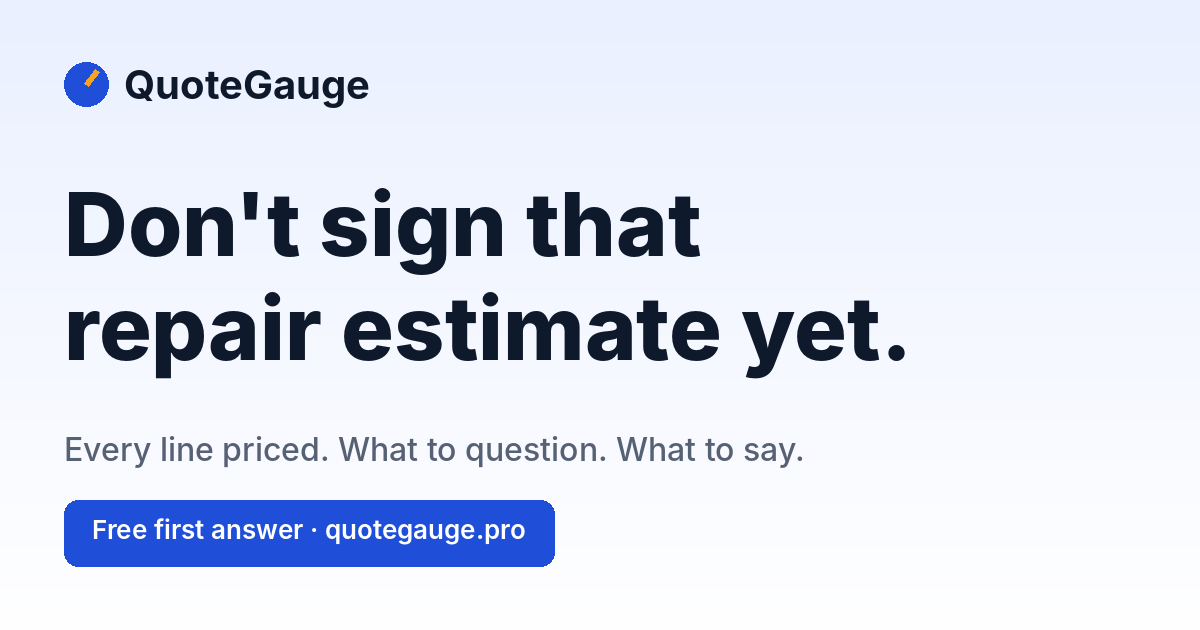 QuoteGauge
Don't sign that
repair estimate yet.
Every line priced. What to question. What to say.
Free first answer · quotegauge.pro